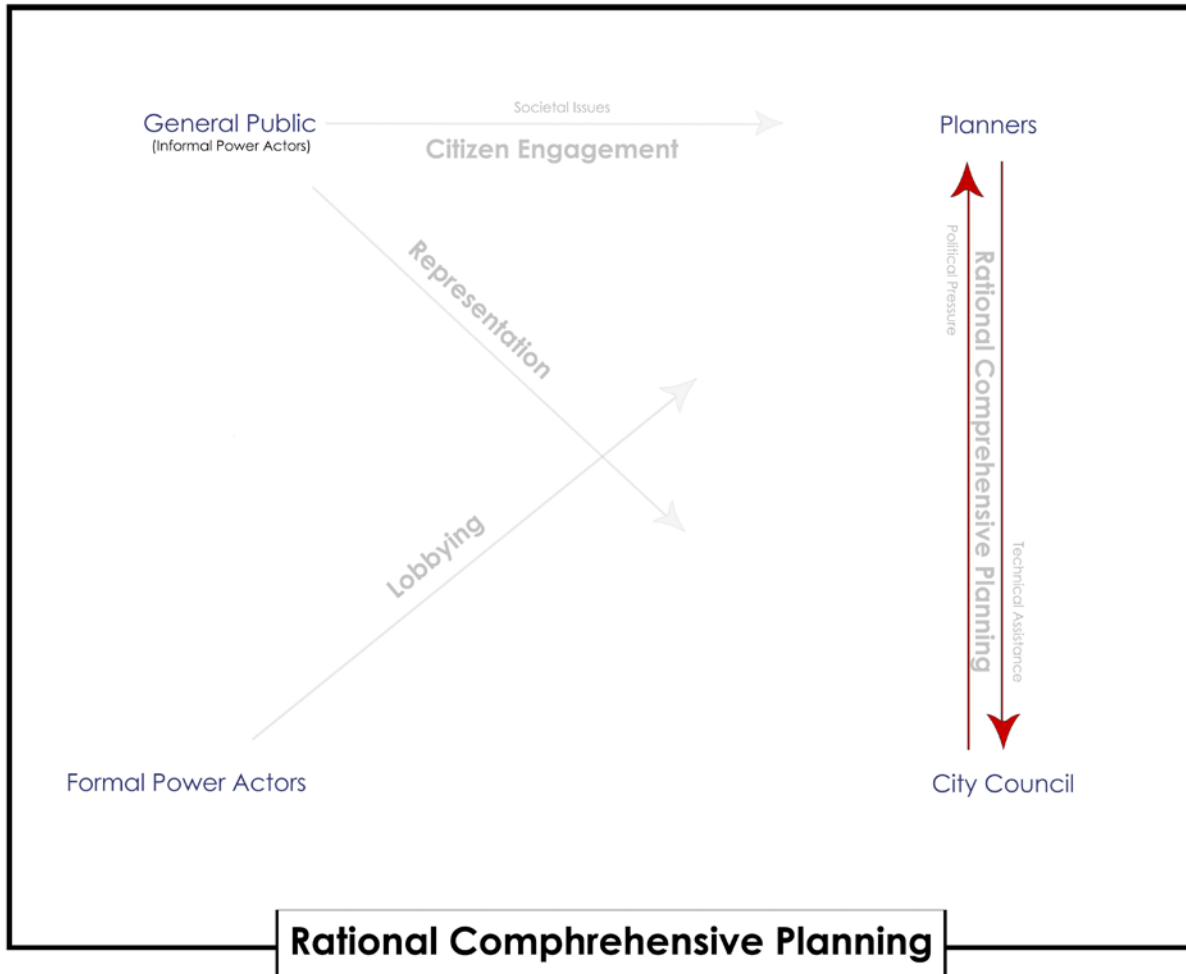 Societal Issues
General Public
(Informal Power Actors)
Citizen Engagement
Planners
Representation
Lobbying
Political Pressure
Rational Comprehensive Planning
Technical Assistance
Formal Power Actors
City Council
Rational Comphrehensive Planning